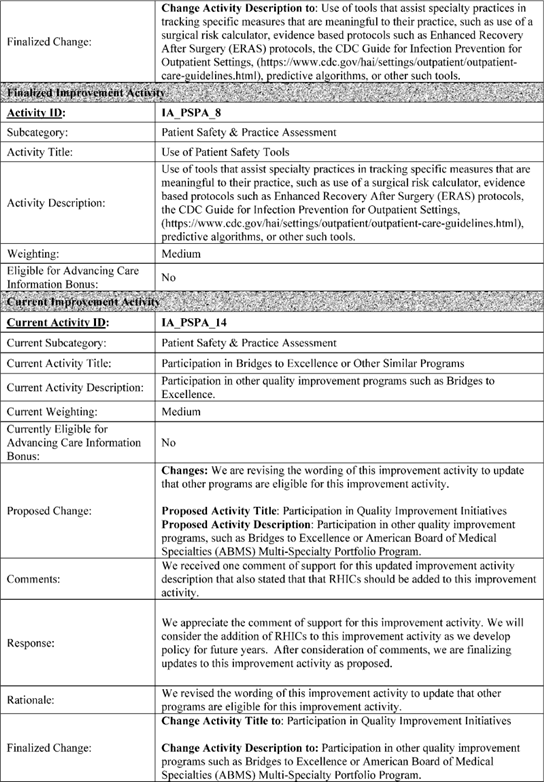 Finalized Change:
Change Activity Description to: Use of tools that assist specialty practices in
tracking specific measures that are meaningful to their practice, such as use of a
surgical risk calculator, evidence based protocols such as Enhanced Recovery
After Surgery (ERAS) protocols, the CDC Guide for Infection Prevention for
Outpatient Settings, (https://www.cdc.gov/hai/settings/outpatient/outpatient-
care-guidelines.html), predictive algorithms, or other such tools.
Finalized Improvement Activity
Activity ID:
IA_PSPA_8
Subcategory:
Patient Safety & Practice Assessment
Activity Title:
Use of Patient Safety Tools
Activity Description:
Use of tools that assist specialty practices in tracking specific measures that are
meaningful to their practice, such as use of a surgical risk calculator, evidence
based protocols such as Enhanced Recovery After Surgery (ERAS) protocols,
the CDC Guide for Infection Prevention for Outpatient Settings,
(https://www.cdc.gov/hai/settings/outpatient/outpatient-care-guidelines.html),
predictive algorithms, or other such tools.
Weighting:
Medium
Eligible for Advancing Care
Information Bonus:
No
Current Improvement Activity
Current Activity ID:
IA_PSPA_14
Current Subcategory:
Patient Safety & Practice Assessment
Current Activity Title:
Participation in Bridges to Excellence or Other Similar Programs
Current Activity Description:
Participation in other quality improvement programs such as Bridges to
Excellence.
Current Weighting:
Medium
Currently Eligible for
Advancing Care Information
Bonus:
No
Proposed Change:
Changes: We are revising the wording of this improvement activity to update
that other programs are eligible for this improvement activity.
Proposed Activity Title: Participation in Quality Improvement Initiatives
Proposed Activity Description: Participation in other quality improvement
programs, such as Bridges to Excellence or American Board of Medical
Specialties (ABMS) Multi-Specialty Portfolio Program.
Comments:
We received one comment of support for this updated improvement activity
description that also stated that that RHICs should be added to this improvement
activity.
Response:
We appreciate the comment of support for this improvement activity. We will
consider the addition of RHICs to this improvement activity as we develop
policy for future years. After consideration of comments, we are finalizing
updates to this improvement activity as proposed.
Rationale:
We revised the wording of this improvement activity to update that other
programs are eligible for this improvement activity.
Finalized Change:
Change Activity Title to: Participation in Quality Improvement Initiatives
Change Activity Description to: Participation in other quality improvement
programs such as Bridges to Excellence or American Board of Medical
Specialties (ABMS) Multi-Specialty Portfolio Program.